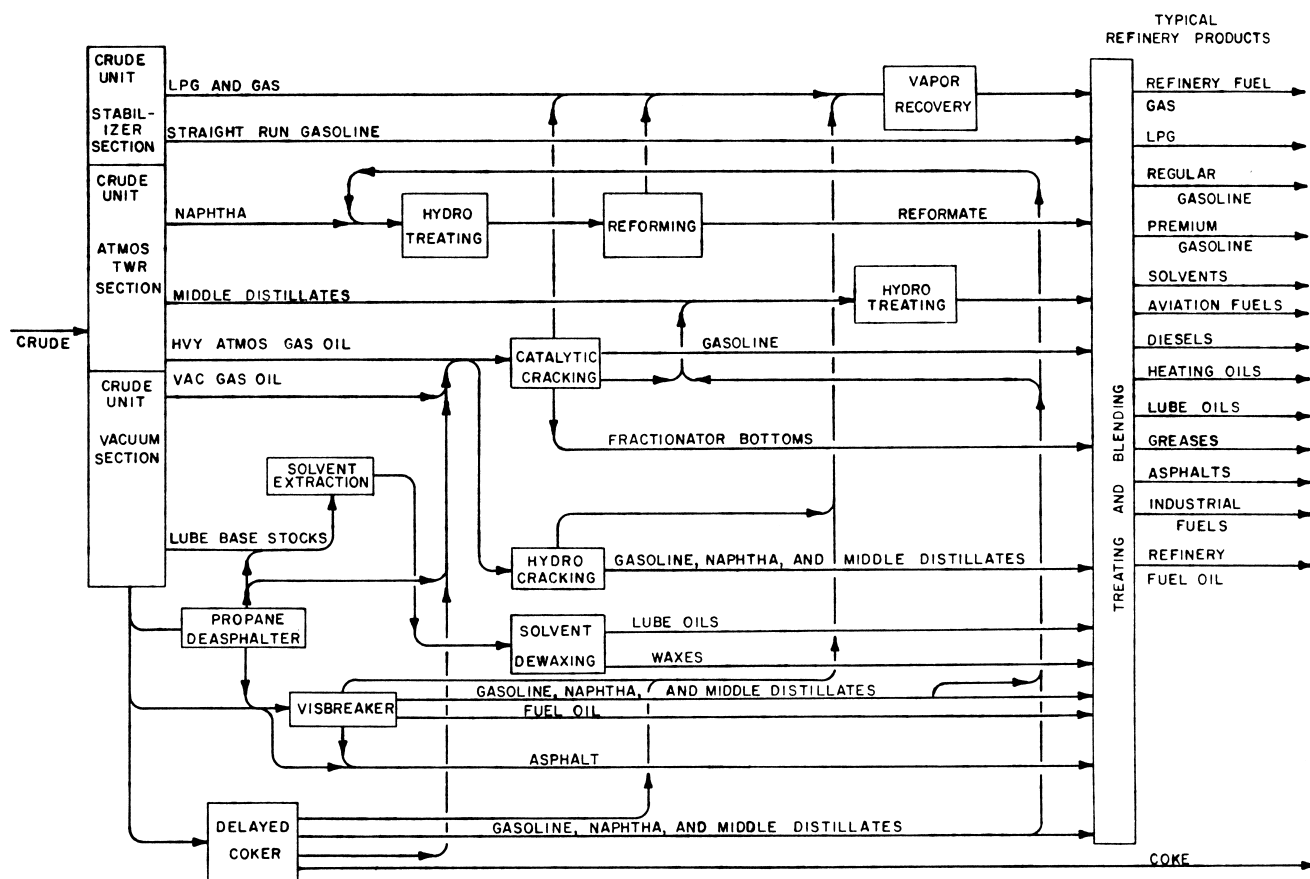 TYPICAL
REFINERY PRODUCTS
CRUDE
UNIT
STABIL-
IZER
SECTION
LPG AND GAS
STRAIGHT RUN GASOLINE
VAPOR
RECOVERY
CRUDE
UNIT
ATMOS
TWR
SECTION
NAPHTHA
HYDRO
TREATING
REFORMING
REFORMATE
MIDDLE DISTILLATES
HYDRO
TREATING
CRUDE
HVY ATMOS GAS OIL
CATALYTIC
CRACKING
GASOLINE
CRUDE
UNIT
VACUUM
SECTION
VAC GAS OIL
FRACTIONATOR BOTTOMS
SOLVENT
EXTRACTION
LUBE BASE STOCKS
HYDRO
CRACKING
GASOLINE, NAPHTHA, AND MIDDLE DISTILLATES
PROPANE
DEASPHALTER
SOLVENT
DEWAXING
LUBE OILS
WAXES
VISBREAKER
GASOLINE, NAPHTHA, AND MIDDLE DISTILLATES
FUEL OIL
ASPHALT
DELAYED
COKER
GASOLINE, NAPHTHA, AND MIDDLE DISTILLATES
COKE
TREATING AND BLENDING
REFINERY FUEL
GAS
LPG
REGULAR
GASOLINE
PREMIUM
GASOLINE
SOLVENTS
AVIATION FUELS
DIESELS
HEATING OILS
LUBE OILS
GREASES
ASPHALTS
INDUSTRIAL
FUELS
REFINERY
FUEL OIL